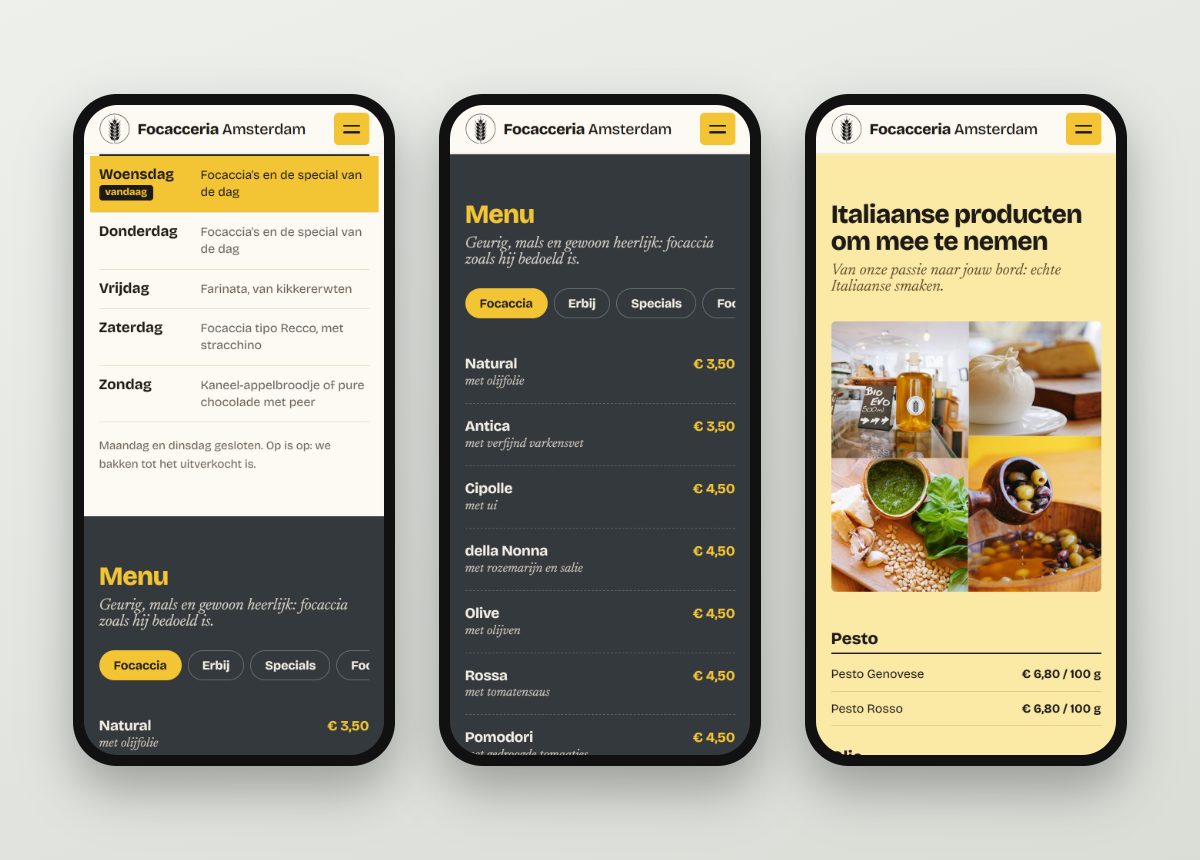 Focacceria Amsterdam
Woensdag
vandaag
Focaccia's en de special van
de dag
Donderdag
Focaccia's en de special van
de dag
Vrijdag
Farinata, van kikkererwten
Zaterdag
Focaccia tipo Recco, met
stracchino
Zondag
Kaneel-appelbroodje of pure
chocolade met peer
Maandag en dinsdag gesloten. Op is op: we
bakken tot het uitverkocht is.
Menu
Geurig, mals en gewoon heerlijk: focaccia
zoals hij bedoeld is.
Focaccia Erbij Specials Foc
Natural € 3,50
met olijfolie
Focacceria Amsterdam
Menu
Geurig, mals en gewoon heerlijk: focaccia
zoals hij bedoeld is.
Focaccia Erbij Specials Foc
Natural € 3,50
met olijfolie
Antica € 3,50
met verfijnd varkensvet
Cipolle € 4,50
met ui
della Nonna € 4,50
met rozemarijn en salie
Olive € 4,50
met olijven
Rossa € 4,50
met tomatensaus
Pomodori € 4,50
met gedroogde tomaatjes
Focacceria Amsterdam
Italiaanse producten
om mee te nemen
Van onze passie naar jouw bord: echte
Italiaanse smaken.
BIO
EVO
500ml
Pesto
Pesto Genovese € 6,80 / 100 g
Pesto Rosso € 6,80 / 100 g
Olio